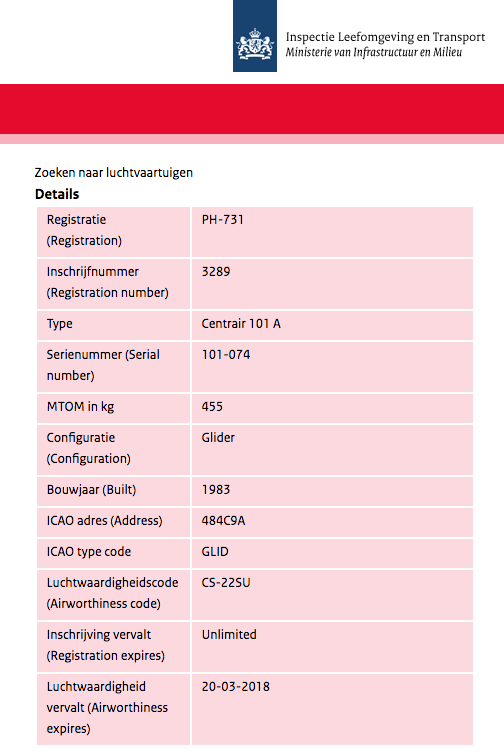 Inspectie Leefomgeving en Transport
Ministerie van Infrastructuur en Milieu
Zoeken naar luchtvaartuigen
Details
Registratie
(Registration)
PH-731
Inschrijfnummer
(Registration number)
3289
Type
Centrair 101 A
Serienummer (Serial
number)
101-074
MTOM in kg
455
Configuratie
(Configuration)
Glider
Bouwjaar (Built)
1983
ICAO adres (Address)
484C9A
ICAO type code
GLID
Luchtwaardigheidscode
(Airworthiness code)
CS-22SU
Inschrijving vervalt
(Registration expires)
Unlimited
Luchtwaardigheid
vervalt (Airworthiness
expires)
20-03-2018